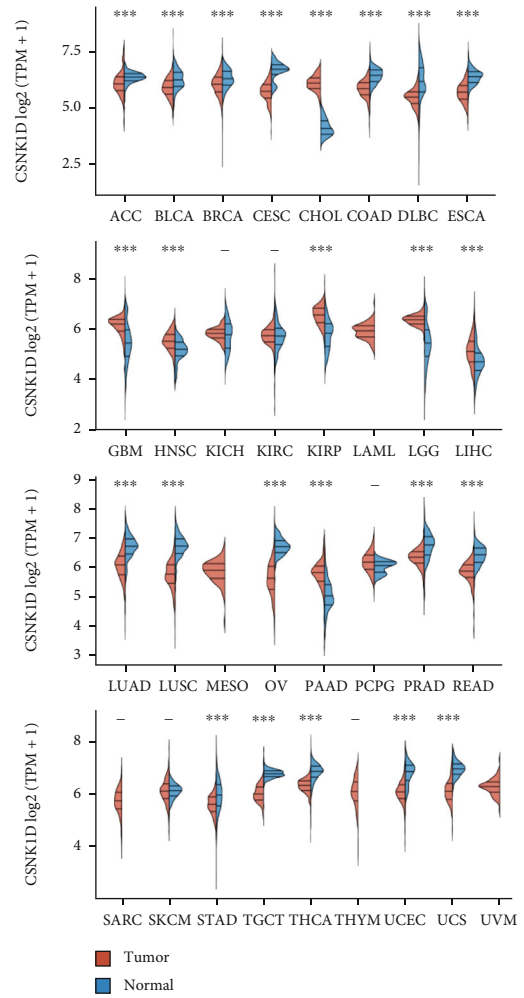 *** *** *** *** *** *** *** ***
CSNK1D log2 (TPM + 1)
7.5
5.0
2.5
ACC BLCA BRCA CESC CHOL COAD DLBC ESCA
*** *** – – *** *** ***
CSNK1D log2 (TPM + 1)
8
6
4
2
GBM HNSC KICH KIRC KIRP LAML LGG LIHC
*** *** *** *** – *** ***
CSNK1D log2 (TPM + 1)
9
8
7
6
5
4
3
LUAD LUSC MESO OV PAAD PCPG PRAD READ
– – *** *** *** – *** ***
CSNK1D log2 (TPM + 1)
8
6
4
SARC SKCM STAD TGCT THCA THYM UCEC UCS UVM
Tumor
Normal